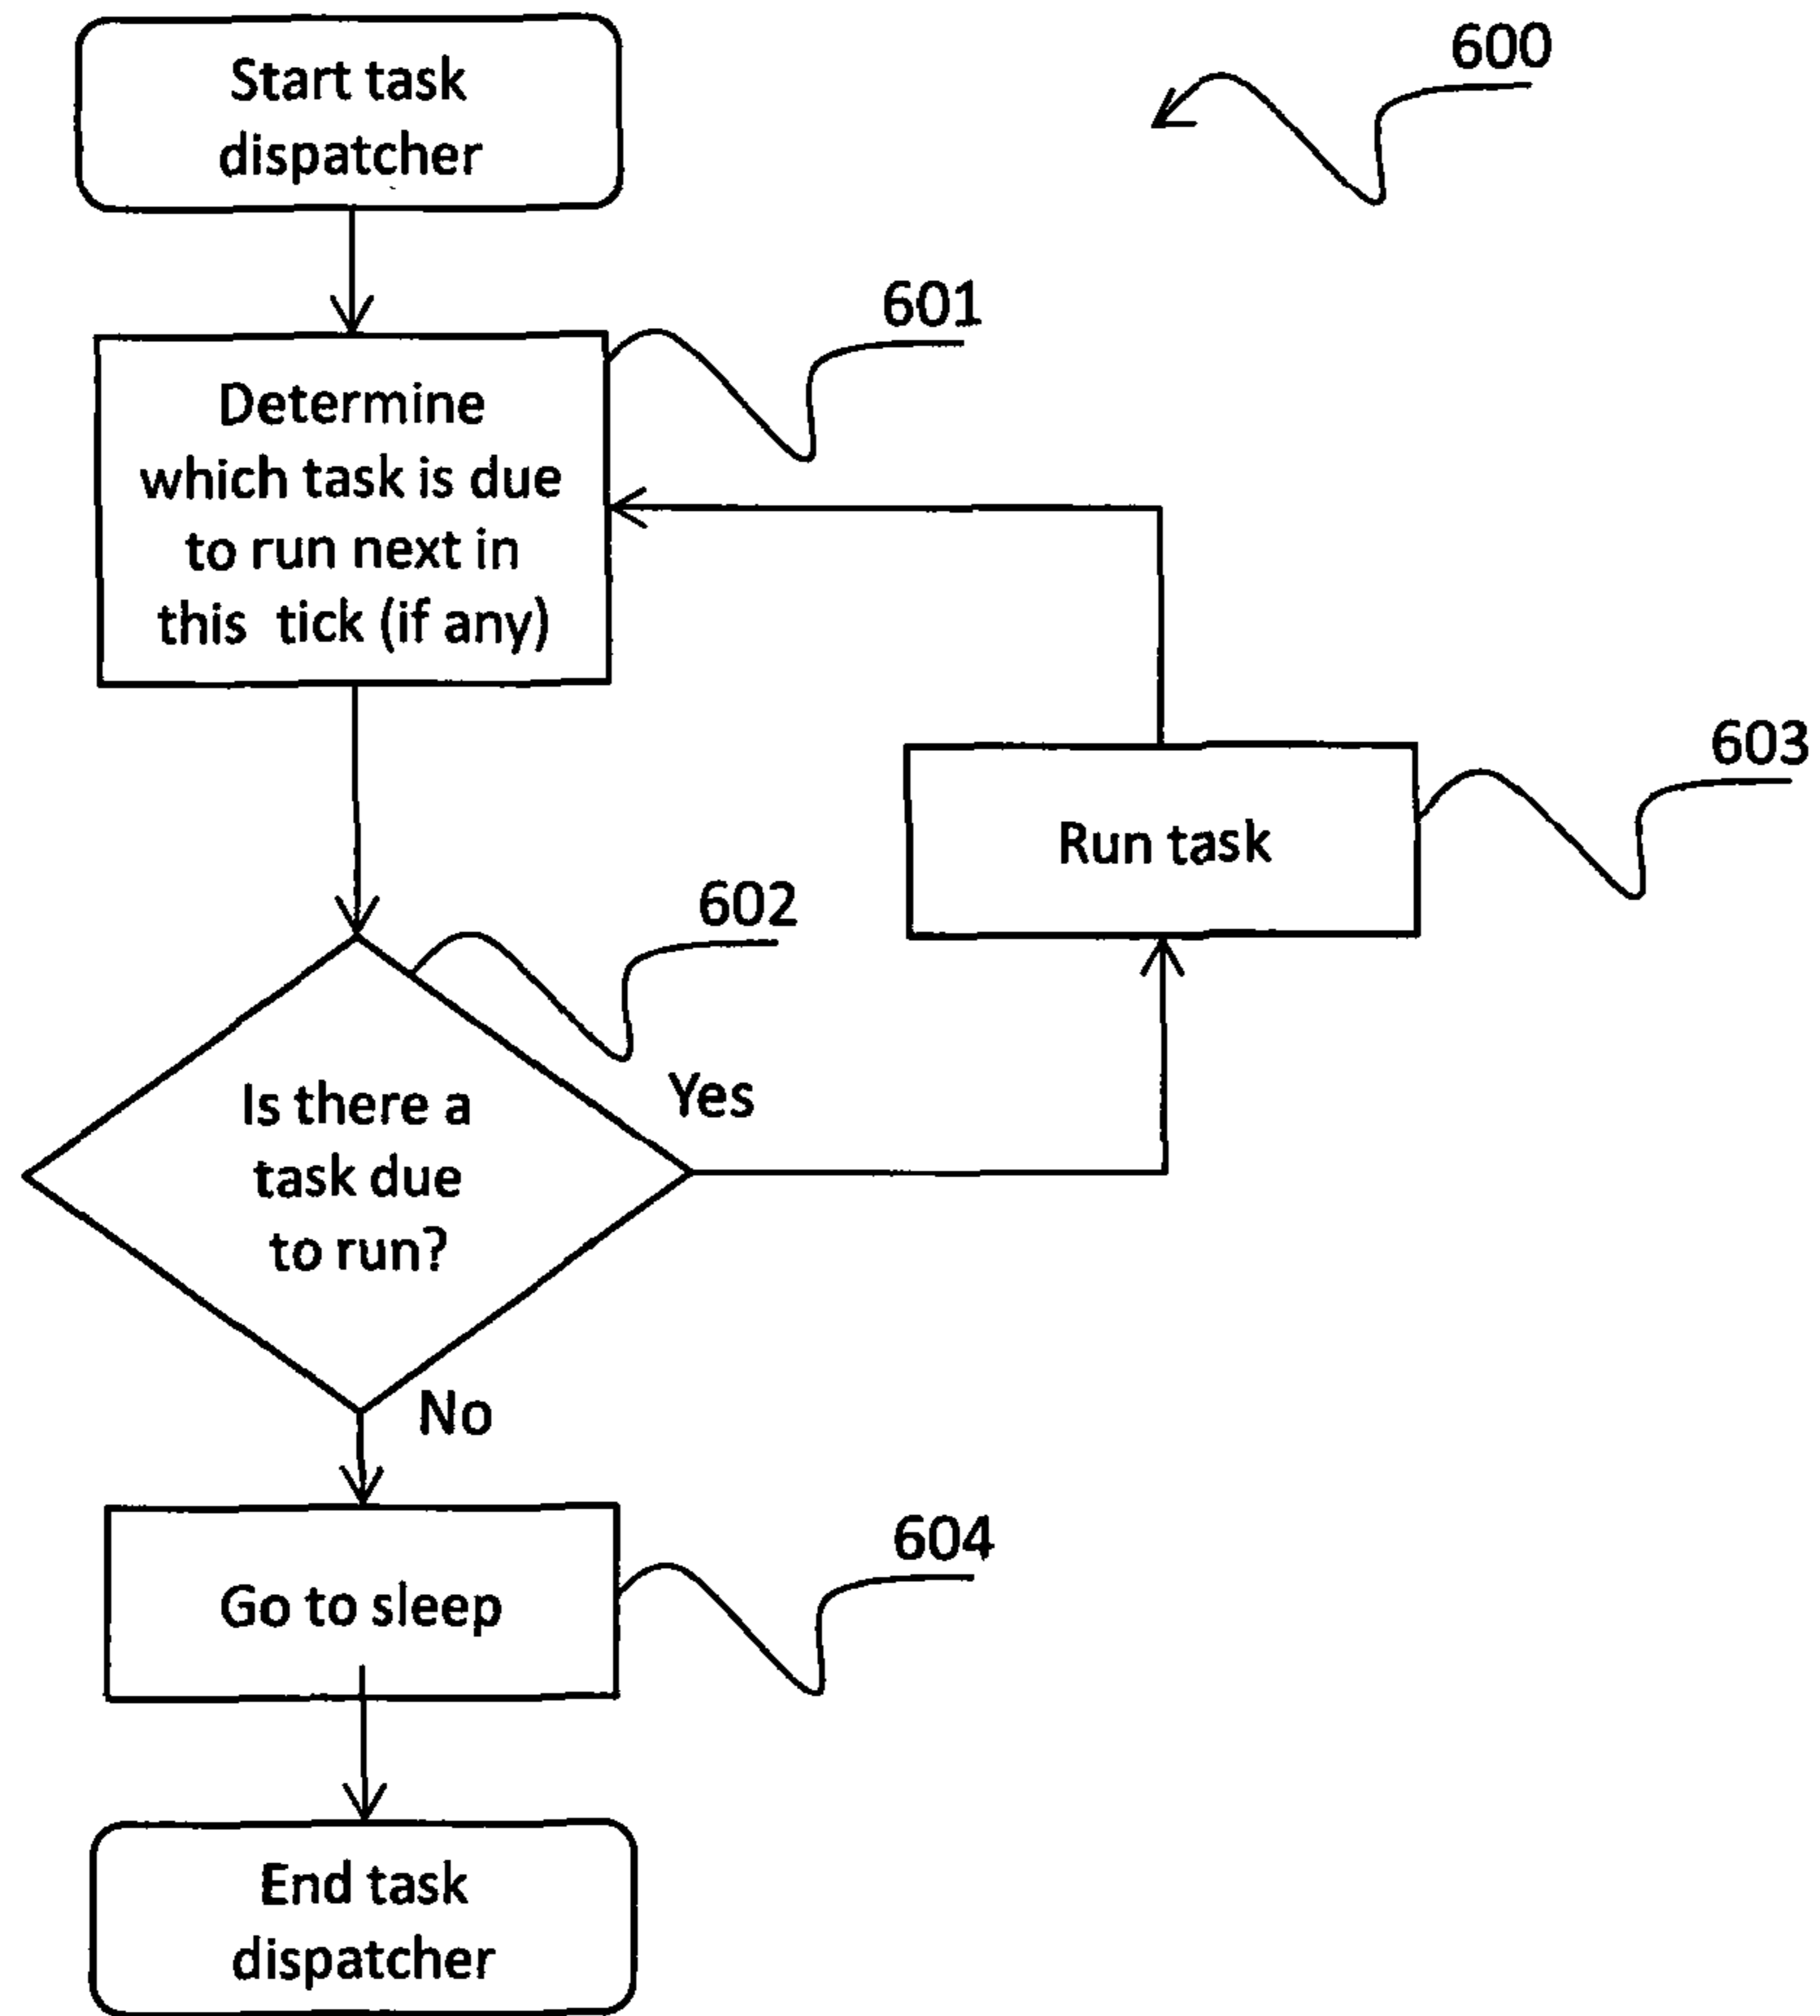 Start task
dispatcher
600
601
Determine
which task is due
to run next in
this tick (if any)
603
Run task
602
Yes
Is there a
task due
to run?
No
604
Go to sleep
End task
dispatcher